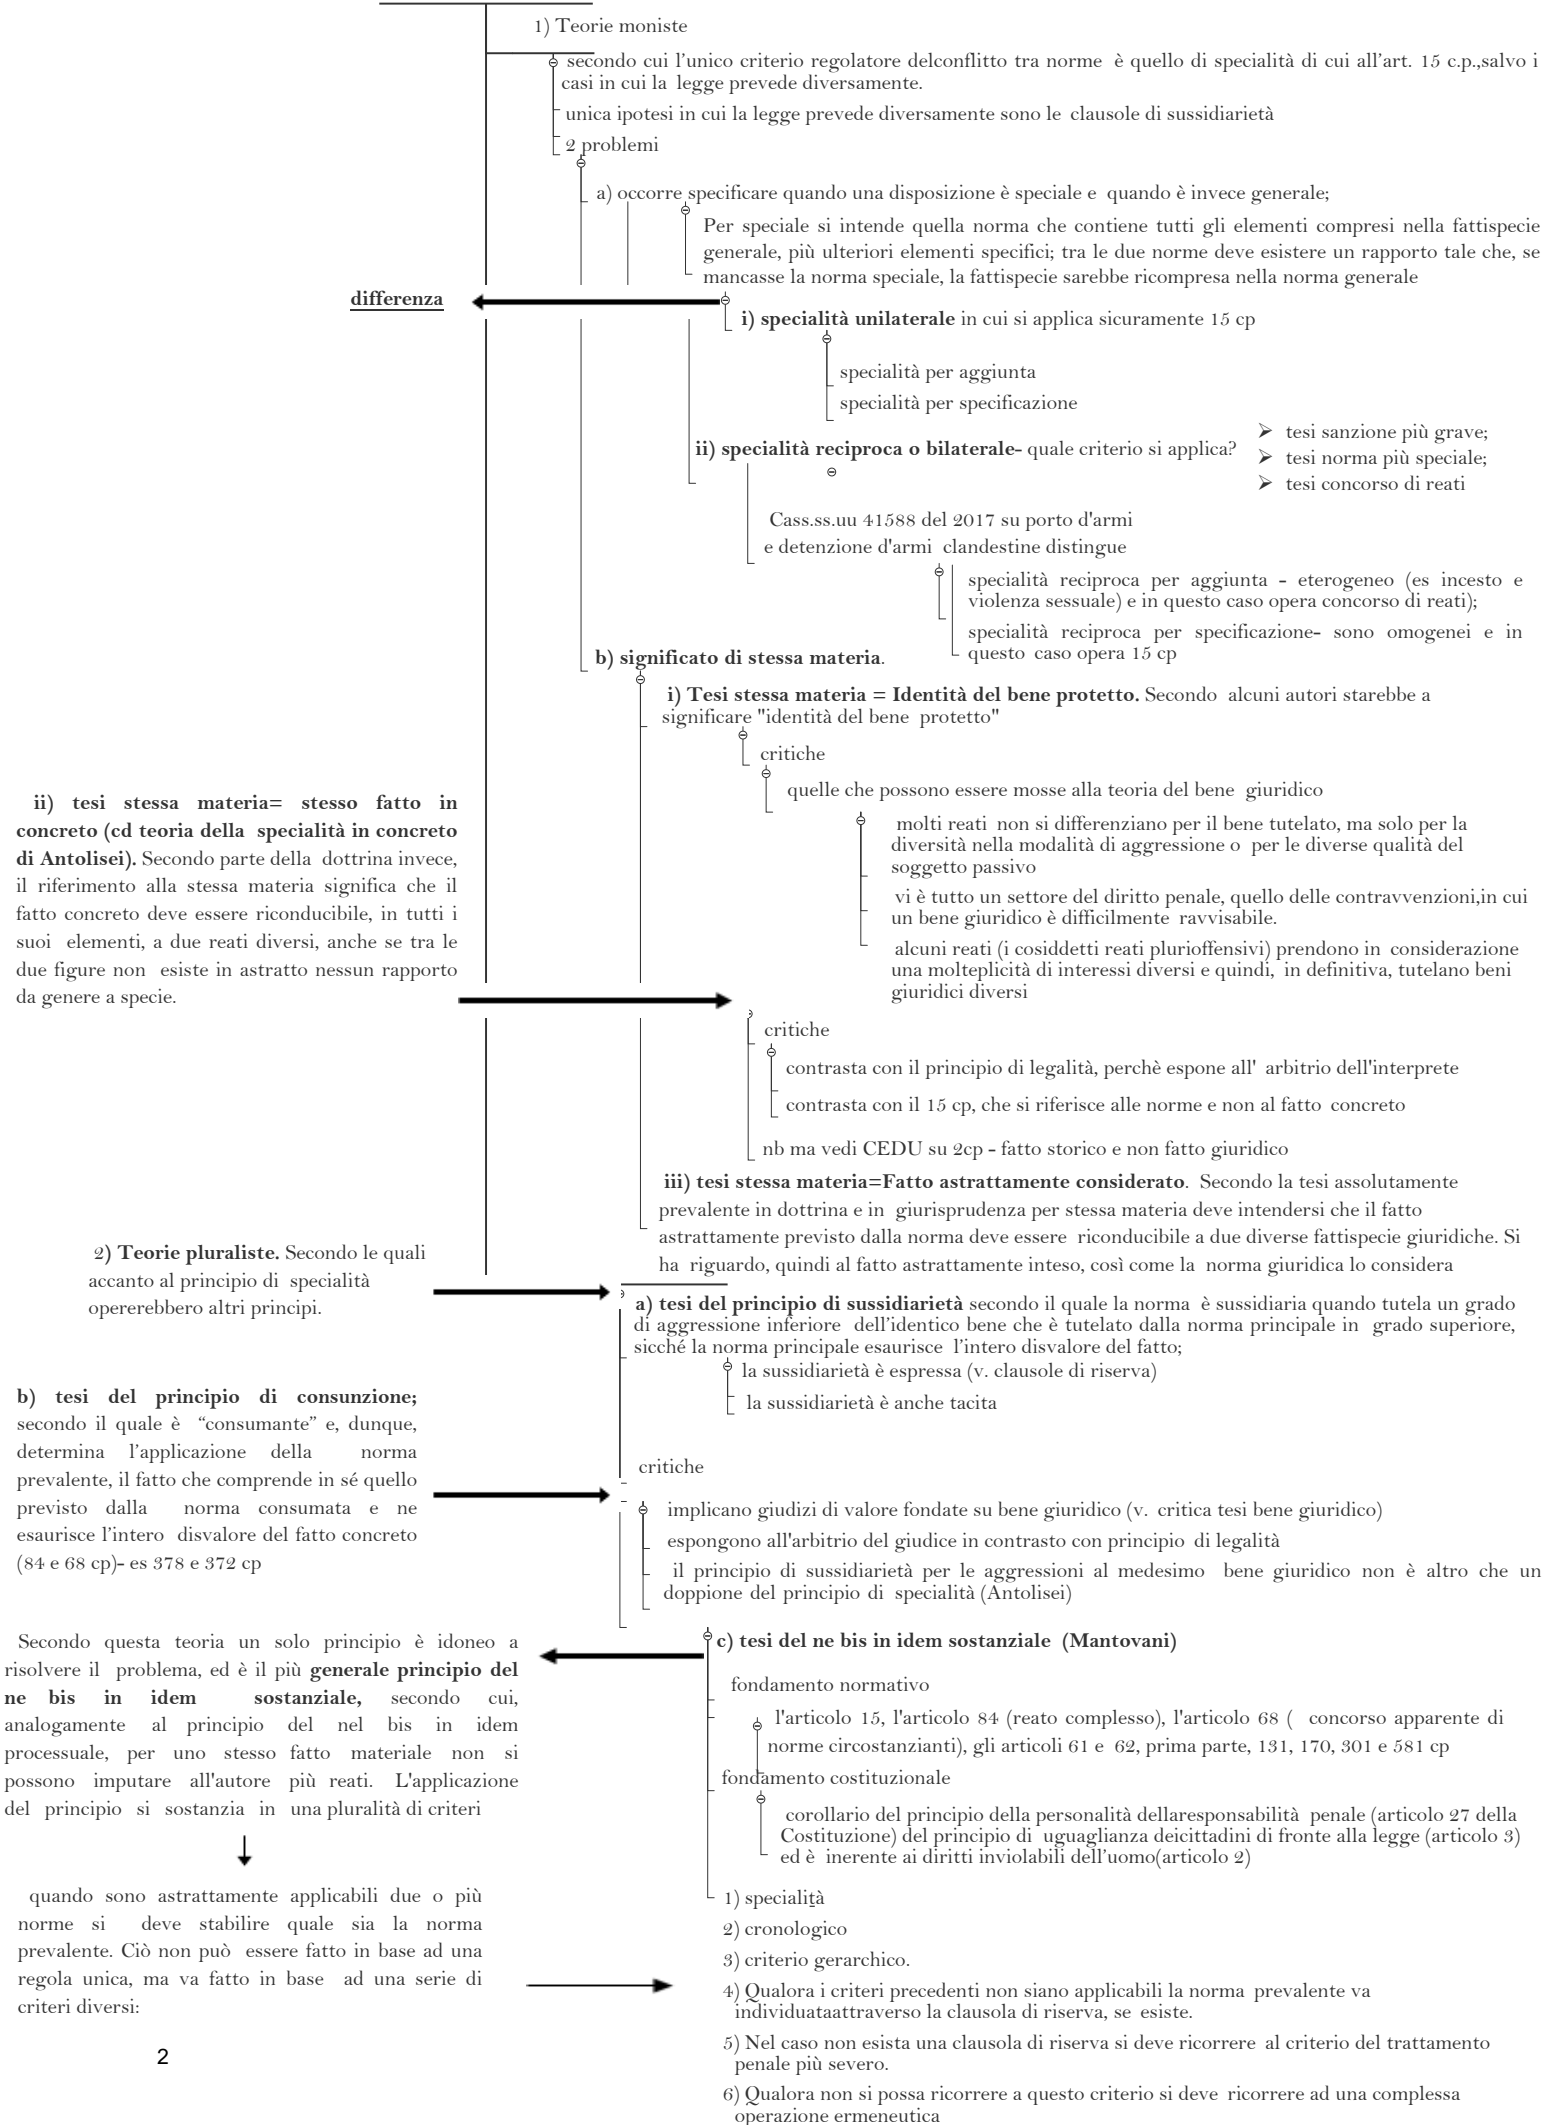 1) Teorie moniste
secondo cui l'unico criterio regolatore delconflitto tra norme è quello di specialità di cui all'art. 15 c.p.,salvo i
casi in cui la legge prevede diversamente.
unica ipotesi in cui la legge prevede diversamente sono le clausole di sussidiarietà
2 problemi
a) occorre specificare quando una disposizione è speciale e quando è invece generale;
Per speciale si intende quella norma che contiene tutti gli elementi compresi nella fattispecie
generale, più ulteriori elementi specifici; tra le due norme deve esistere un rapporto tale che, se
mancasse la norma speciale, la fattispecie sarebbe ricompresa nella norma generale
differenza
i) specialità unilaterale in cui si applica sicuramente 15 cp
specialità per aggiunta
specialità per specificazione
ii) specialità reciproca o bilaterale- quale criterio si applica?
➢ tesi sanzione più grave;
➢ tesi norma più speciale;
➢ tesi concorso di reati
Cass.ss.uu 41588 del 2017 su porto d'armi
e detenzione d'armi clandestine distingue
specialità reciproca per aggiunta - eterogeneo (es incesto e
violenza sessuale) e in questo caso opera concorso di reati);
specialità reciproca per specificazione- sono omogenei e in
questo caso opera 15 cp
b) significato di stessa materia.
i) Tesi stessa materia = Identità del bene protetto. Secondo alcuni autori starebbe a
significare "identità del bene protetto"
critiche
quelle che possono essere mosse alla teoria del bene giuridico
molti reati non si differenziano per il bene tutelato, ma solo per la
diversità nella modalità di aggressione o per le diverse qualità del
soggetto passivo
vi è tutto un settore del diritto penale, quello delle contravvenzioni,in cui
un bene giuridico è difficilmente ravvisabile.
alcuni reati (i cosiddetti reati plurioffensivi) prendono in considerazione
una molteplicità di interessi diversi e quindi, in definitiva, tutelano beni
giuridici diversi
ii) tesi stessa materia= stesso fatto in
concreto (cd teoria della specialità in concreto
di Antolisei). Secondo parte della dottrina invece,
il riferimento alla stessa materia significa che il
fatto concreto deve essere riconducibile, in tutti i
suoi elementi, a due reati diversi, anche se tra le
due figure non esiste in astratto nessun rapporto
da genere a specie.
critiche
contrasta con il principio di legalità, perchè espone all' arbitrio dell'interprete
contrasta con il 15 cp, che si riferisce alle norme e non al fatto concreto
nb ma vedi CEDU su 2cp - fatto storico e non fatto giuridico
iii) tesi stessa materia=Fatto astrattamente considerato. Secondo la tesi assolutamente
prevalente in dottrina e in giurisprudenza per stessa materia deve intendersi che il fatto
astrattamente previsto dalla norma deve essere riconducibile a due diverse fattispecie giuridiche. Si
ha riguardo, quindi al fatto astrattamente inteso, così come la norma giuridica lo considera
2) Teorie pluraliste. Secondo le quali
accanto al principio di specialità
opererebbero altri principi.
a) tesi del principio di sussidiarietà secondo il quale la norma è sussidiaria quando tutela un grado
di aggressione inferiore dell'identico bene che è tutelato dalla norma principale in grado superiore,
sicché la norma principale esaurisce l'intero disvalore del fatto;
la sussidiarietà è espressa (v. clausole di riserva)
la sussidiarietà è anche tacita
b) tesi del principio di consunzione;
secondo il quale è "consumante" e, dunque,
determina l'applicazione della norma
prevalente, il fatto che comprende in sé quello
previsto dalla norma consumata e ne
esaurisce l'intero disvalore del fatto concreto
(84 e 68 cp)- es 378 e 372 cp
critiche
implicano giudizi di valore fondate su bene giuridico (v. critica tesi bene giuridico)
espongono all'arbitrio del giudice in contrasto con principio di legalità
il principio di sussidiarietà per le aggressioni al medesimo bene giuridico non è altro che un
doppione del principio di specialità (Antolisei)
c) tesi del ne bis in idem sostanziale (Mantovani)
Secondo questa teoria un solo principio è idoneo a
risolvere il problema, ed è il più generale principio del
ne bis in idem sostanziale, secondo cui,
analogamente al principio del nel bis in idem
processuale, per uno stesso fatto materiale non si
possono imputare all'autore più reati. L'applicazione
del principio si sostanzia in una pluralità di criteri
fondamento normativo
l'articolo 15, l'articolo 84 (reato complesso), l'articolo 68 ( concorso apparente di
norme circostanzianti), gli articoli 61 e 62, prima parte, 131, 170, 301 e 581 cp
fondamento costituzionale
corollario del principio della personalità dellaresponsabilità penale (articolo 27 della
Costituzione) del principio di uguaglianza deicittadini di fronte alla legge (articolo 3)
ed è inerente ai diritti inviolabili dell'uomo(articolo 2)
quando sono astrattamente applicabili due o più
norme si deve stabilire quale sia la norma
prevalente. Ciò non può essere fatto in base ad una
regola unica, ma va fatto in base ad una serie di
criteri diversi:
1) specialità
2) cronologico
3) criterio gerarchico.
4) Qualora i criteri precedenti non siano applicabili la norma prevalente va
individuataattraverso la clausola di riserva, se esiste.
5) Nel caso non esista una clausola di riserva si deve ricorrere al criterio del trattamento
penale più severo.
6) Qualora non si possa ricorrere a questo criterio si deve ricorrere ad una complessa
operazione ermeneutica
2